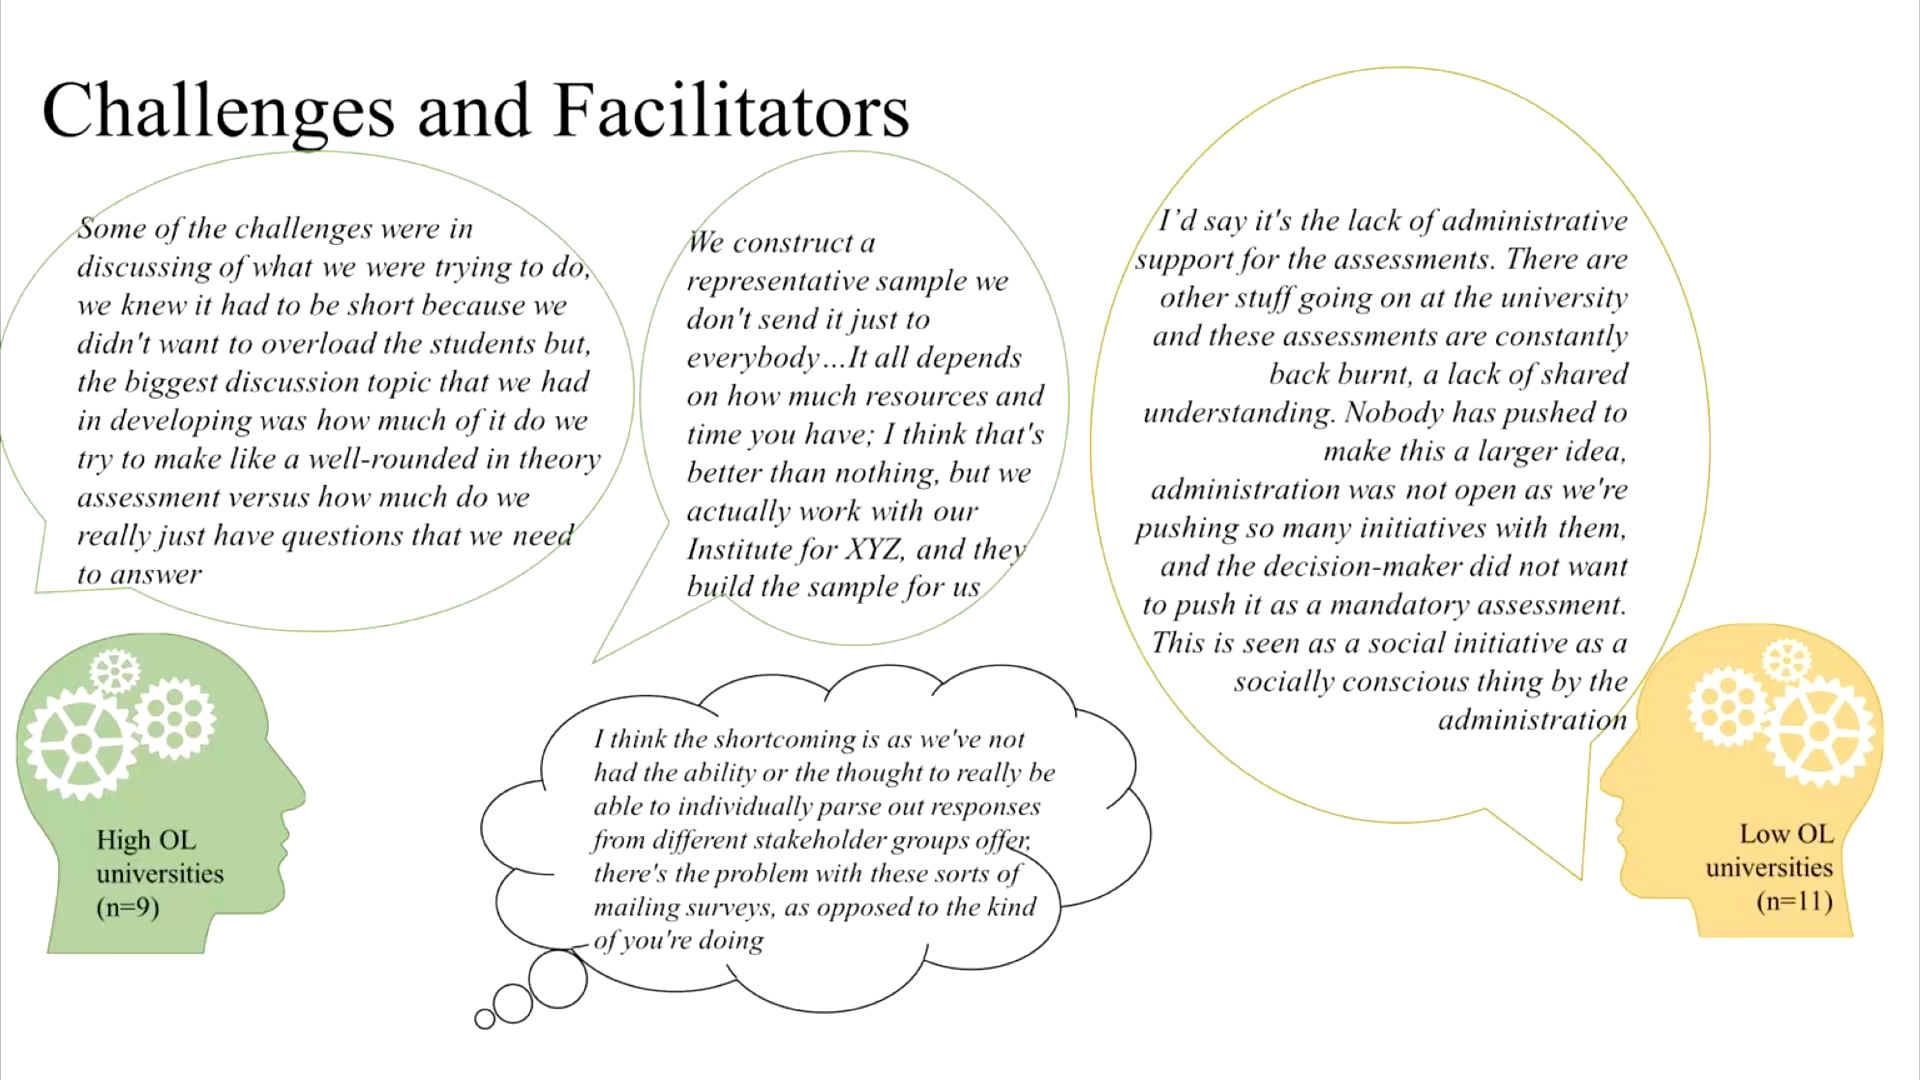 Challenges and Facilitators
Some of the challenges were in
discussing of what we were trying to do,
we knew it had to be short because we
didn't want to overload the students but,
the biggest discussion topic that we had
in developing was how much of it do we
try to make like a well-rounded in theory
assessment versus how much do we
really just have questions that we need
to answer
We construct a
representative sample we
don't send it just to
everybody...It all depends
on how much resources and
time you have; I think that's
better than nothing, but we
actually work with our
Institute for XYZ, and they
build the sample for us
I’d say it's the lack of administrative
support for the assessments. There are
other stuff going on at the university
and these assessments are constantly
back burnt, a lack of shared
understanding. Nobody has pushed to
make this a larger idea,
administration was not open as we're
pushing so many initiatives with them,
and the decision-maker did not want
to push it as a mandatory assessment.
This is seen as a social initiative as a
socially conscious thing by the
administration
I think the shortcoming is as we've not
had the ability or the thought to really be
able to individually parse out responses
from different stakeholder groups offer,
there's the problem with these sorts of
mailing surveys, as opposed to the kind
of you're doing
High OL
universities
(n=9)
Low OL
universities
(n=11)